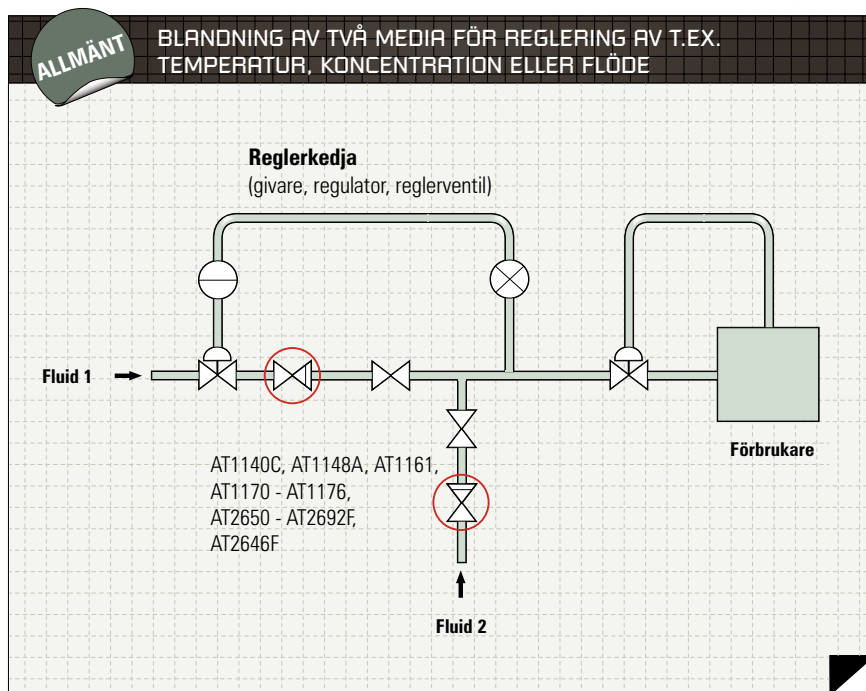 ALLMÄNT
BLANDNING AV TVÅ MEDIA FÖR REGLERING AV T.EX.
TEMPERATUR, KONCENTRATION ELLER FLÖDE
Reglerkedja
(givare, regulator, reglerventil)
Fluid 1
Förbrukare
AT1140C, AT1148A, AT1161,
AT1170 - AT1176,
AT2650 - AT2692F,
AT2646F
Fluid 2